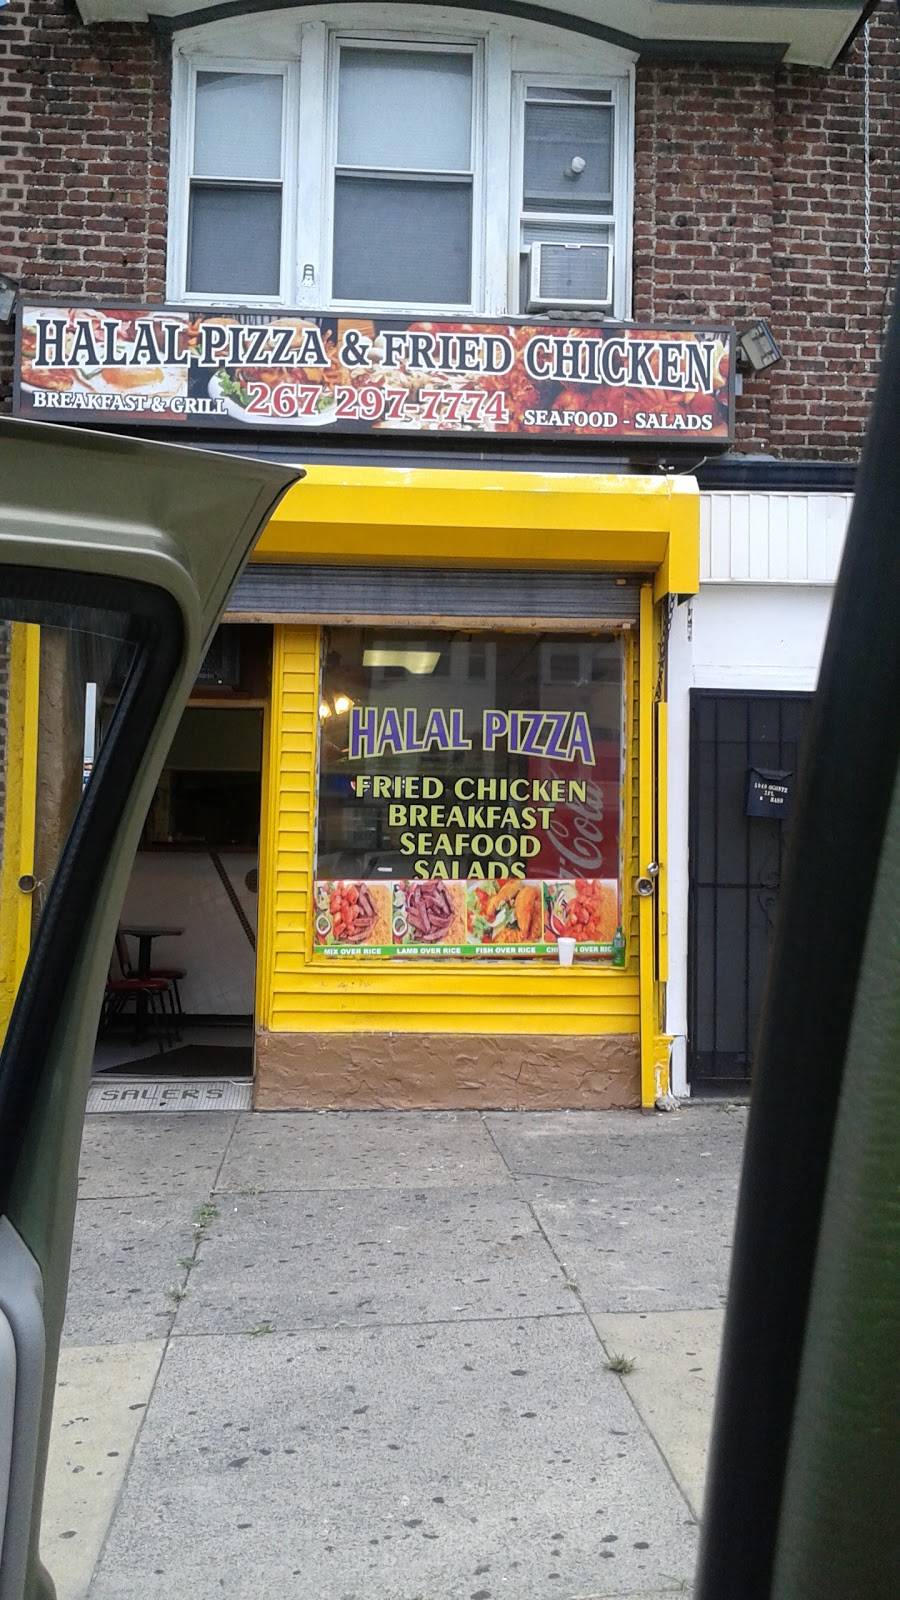 HALAL PIZZA & FRIED CHICKEN
BREAKFAST & GRILL 267 297-7774 SEAFOOD - SALADS
HALAL PIZZA
FRIED CHICKEN
BREAKFAST
SEAFOOD
SALADS
Cola
MIX OVER RICE LAMB OVER RICE FISH OVER RICE OVER
SALERS